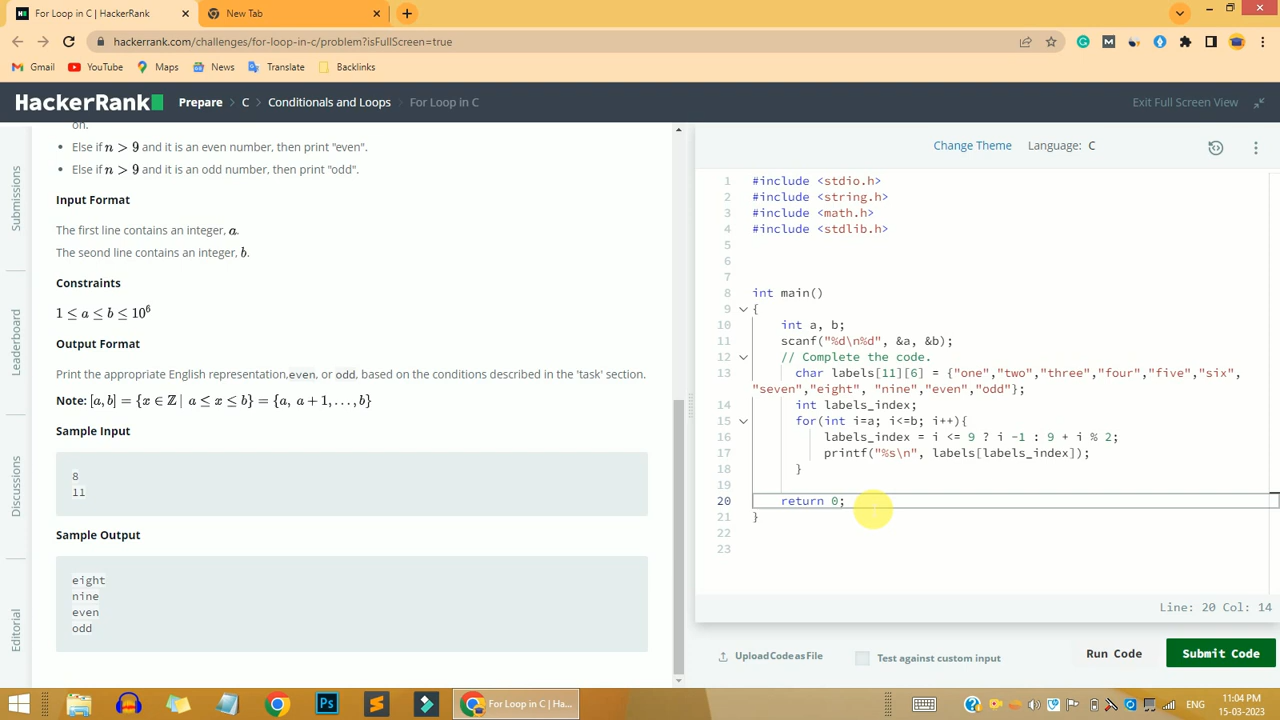 For Loop in C | HackerRank
New Tab
hackerrank.com/challenges/for-loop-in-c/problem?isFullScreen=true
Gmail YouTube Maps News Translate Backlinks
HackerRank Prepare > C > Conditionals and Loops > For Loop in C Exit Full Screen View
Submissions
Leaderboard
Discussions
Editorial
on.
Else if n > 9 and it is an even number, then print "even".
Else if n > 9 and it is an odd number, then print "odd".
Input Format
The first line contains an integer, a.
The seond line contains an integer, b.
Constraints
1 ≤ a ≤ b ≤ 10⁶
Output Format
Print the appropriate English representation,even, or odd, based on the conditions described in the 'task' section.
Note: [a, b] = {x ∈ ℤ | a ≤ x ≤ b} = {a, a + 1, . . . , b}
Sample Input
8
11
Sample Output
eight
nine
even
odd
Change Theme Language: C
1 #include <stdio.h>
2 #include <string.h>
3 #include <math.h>
4 #include <stdlib.h>
5
6
7
8 int main()
9 {
10 int a, b;
11 scanf("%d\n%d", &a, &b);
12 // Complete the code.
13 char labels[11][6] = {"one","two","three","four","five","six",
"seven","eight", "nine","even","odd"};
14 int labels_index;
15 for(int i=a; i<=b; i++){
16 labels_index = i <= 9 ? i -1 : 9 + i % 2;
17 printf("%s\n", labels[labels_index]);
18 }
19
20 return 0;
21 }
22
23
Line: 20 Col: 14
Upload Code as File Test against custom input Run Code Submit Code
For Loop in C | Ha...
ENG
11:04 PM
15-03-2023